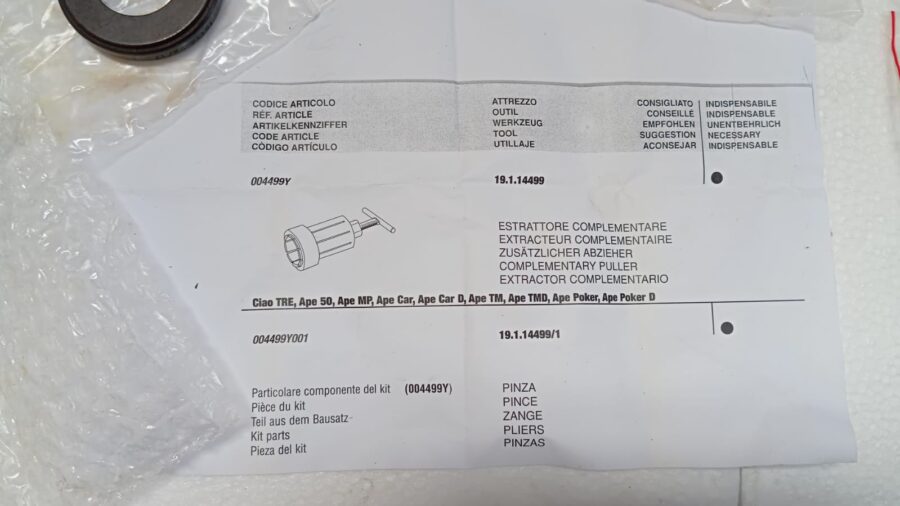 CODICE ARTICOLO ATTREZZO CONSIGLIATO INDISPENSABILE
RÉF. ARTICLE OUTIL CONSEILLÉ INDISPENSABLE
ARTIKELKENNZIFFER WERKZEUG EMPFOHLEN UNENTBEHRLICH
CODE ARTICLE TOOL SUGGESTION NECESSARY
CÓDIGO ARTÍCULO UTILLAJE ACONSEJAR INDISPENSABLE
004499Y 19.1.14499
ESTRATTORE COMPLEMENTARE
EXTRACTEUR COMPLEMENTAIRE
ZUSÄTZLICHER ABZIEHER
COMPLEMENTARY PULLER
EXTRACTOR COMPLEMENTARIO
Ciao TRE, Ape 50, Ape MP, Ape Car, Ape Car D, Ape TM, Ape TMD, Ape Poker, Ape Poker D
004499Y001 19.1.14499/1
Particolare componente del kit (004499Y) PINZA
Pièce du kit PINCE
Teil aus dem Bausatz ZANGE
Kit parts PLIERS
Pieza del kit PINZAS